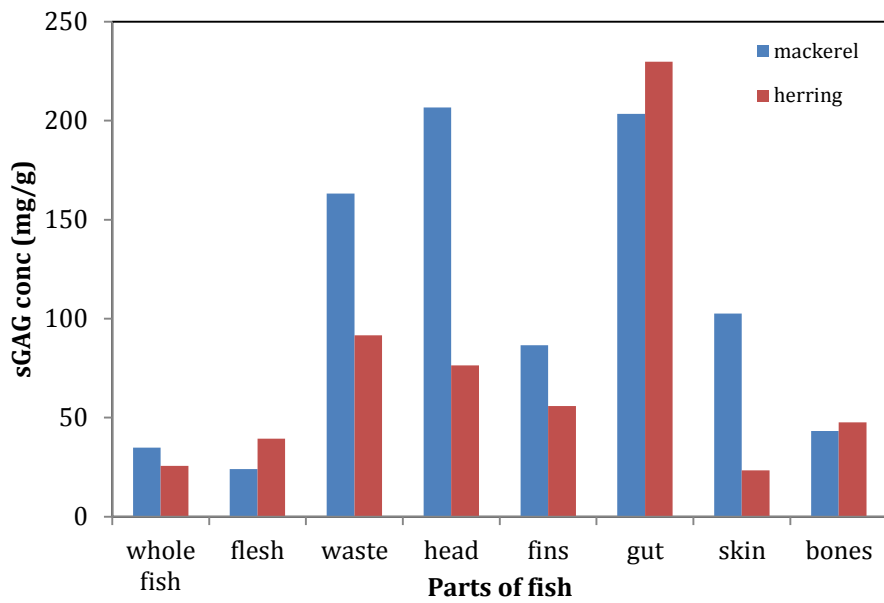 250
200
150
100
50
0
sGAG conc (mg/g)
mackerel
herring
whole fish
flesh
waste
head
fins
gut
skin
bones
Parts of fish